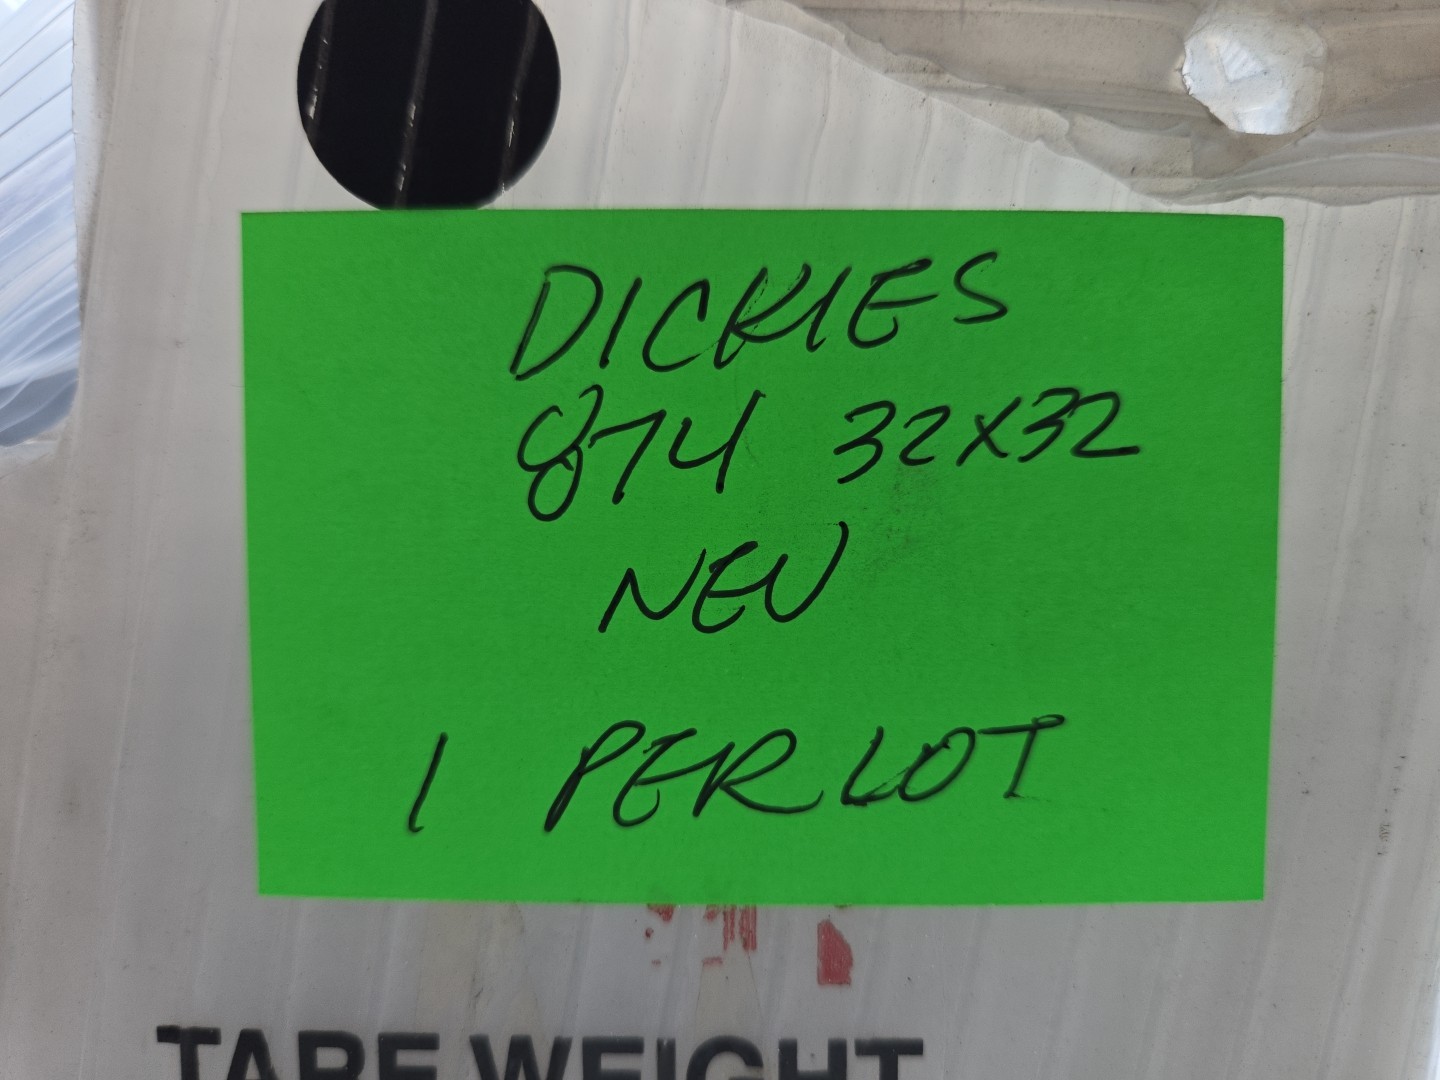 DICKIES
874 32X32
NEW
1 PER LOT
TARE WEIGHT